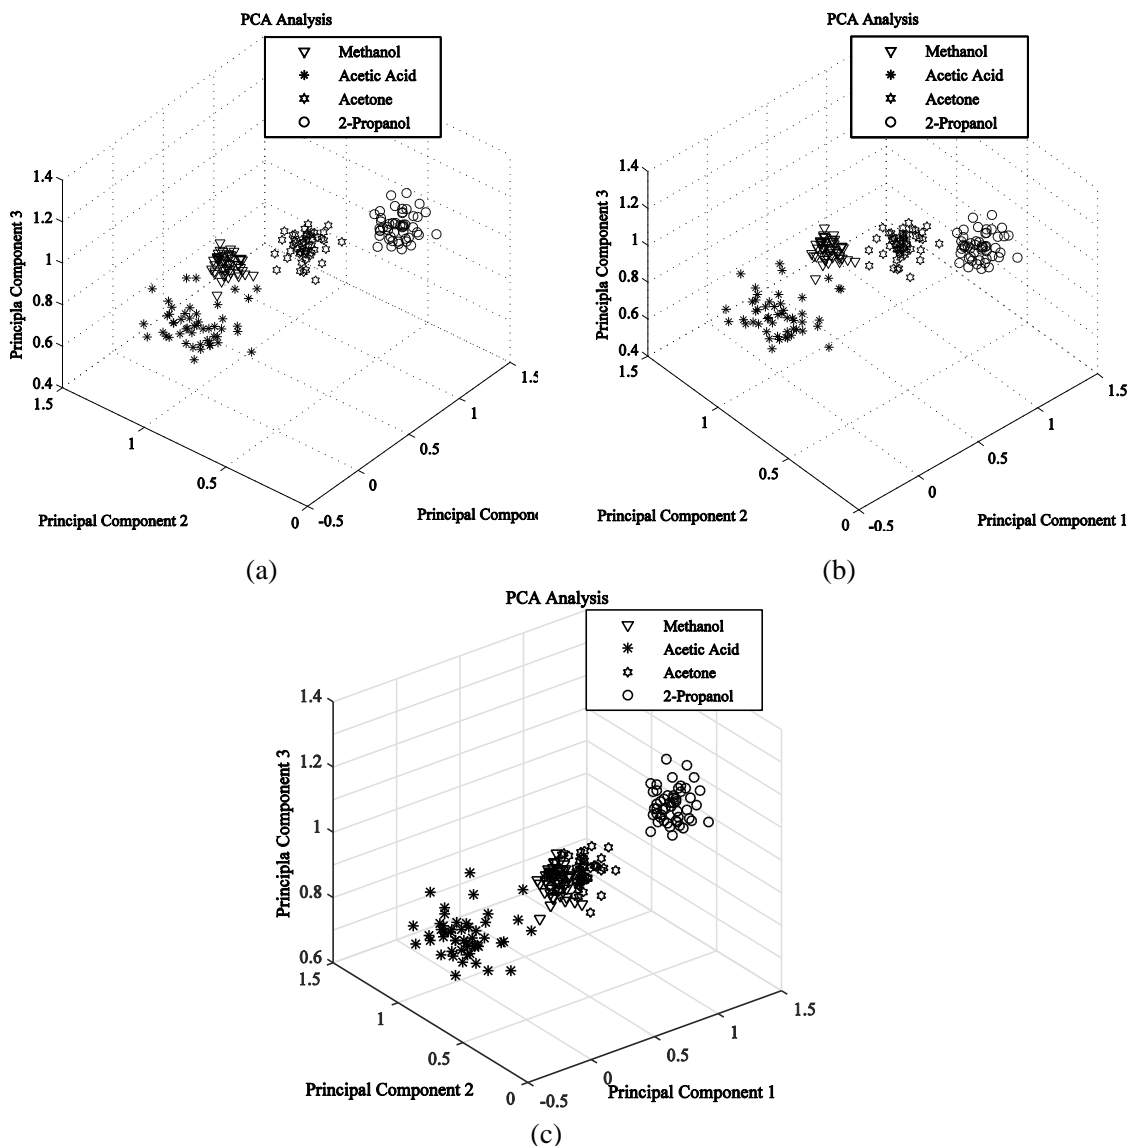 PCA Analysis
Methanol
Acetic Acid
Acetone
2-Propanol
1.4
1.2
1
0.8
0.6
0.4
Principla Component 3
1.5
1
0.5
0
Principal Component 2
-0.5
0
0.5
1
1.5
Principal Compone
(a)
PCA Analysis
Methanol
Acetic Acid
Acetone
2-Propanol
1.4
1.2
1
0.8
0.6
0.4
Principla Component 3
1.5
1
0.5
0
Principal Component 2
-0.5
0
0.5
1
1.5
Principal Component 1
(b)
PCA Analysis
Methanol
Acetic Acid
Acetone
2-Propanol
1.4
1.2
1
0.8
0.6
Principla Component 3
1.5
1
0.5
0
Principal Component 2
-0.5
0
0.5
1
1.5
Principal Component 1
(c)